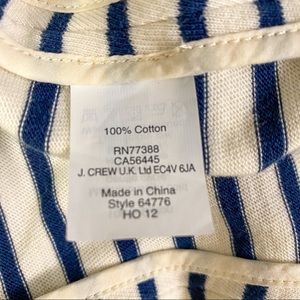 100% Cotton
RN77388
CA56445
J. CREW U.K. Ltd EC4V 6JA
Made in China
Style 64776
HO 12